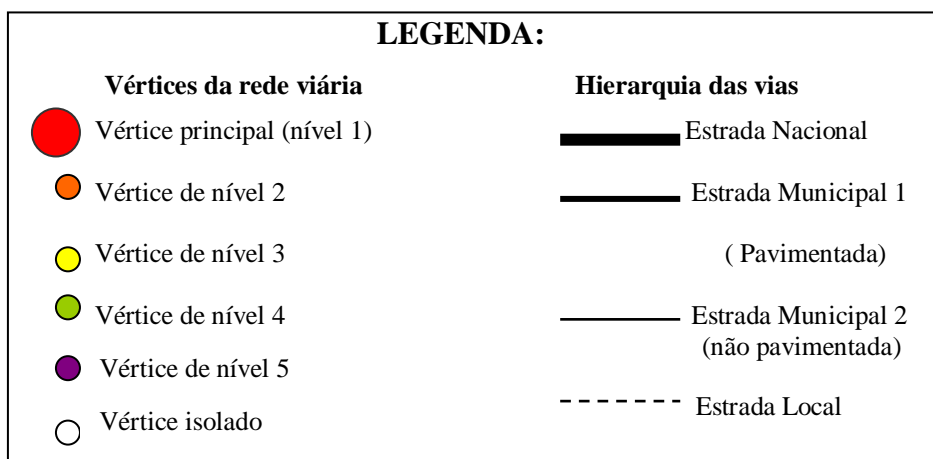 LEGENDA:
Vértices da rede viária
Hierarquia das vias
Vértice principal (nível 1)
Estrada Nacional
Vértice de nível 2
Estrada Municipal 1
Vértice de nível 3
( Pavimentada)
Vértice de nível 4
Estrada Municipal 2
(não pavimentada)
Vértice de nível 5
Estrada Local
Vértice isolado